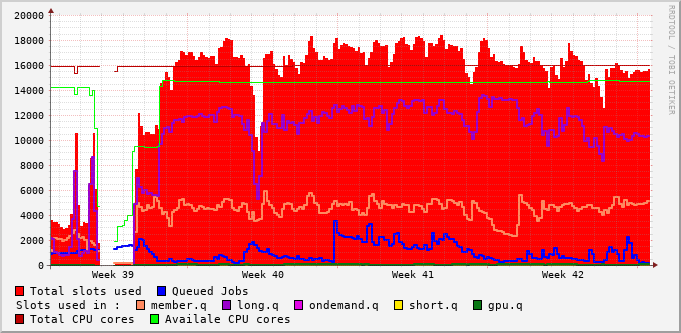 20000
18000
16000
14000
12000
10000
8000
6000
4000
2000
0
Week 39 Week 40 Week 41 Week 42
Total slots used Queued Jobs
Slots used in : member.q long.q ondemand.q short.q gpu.q
Total CPU cores Availale CPU cores
RRDTOOL / TOBI OETIKER